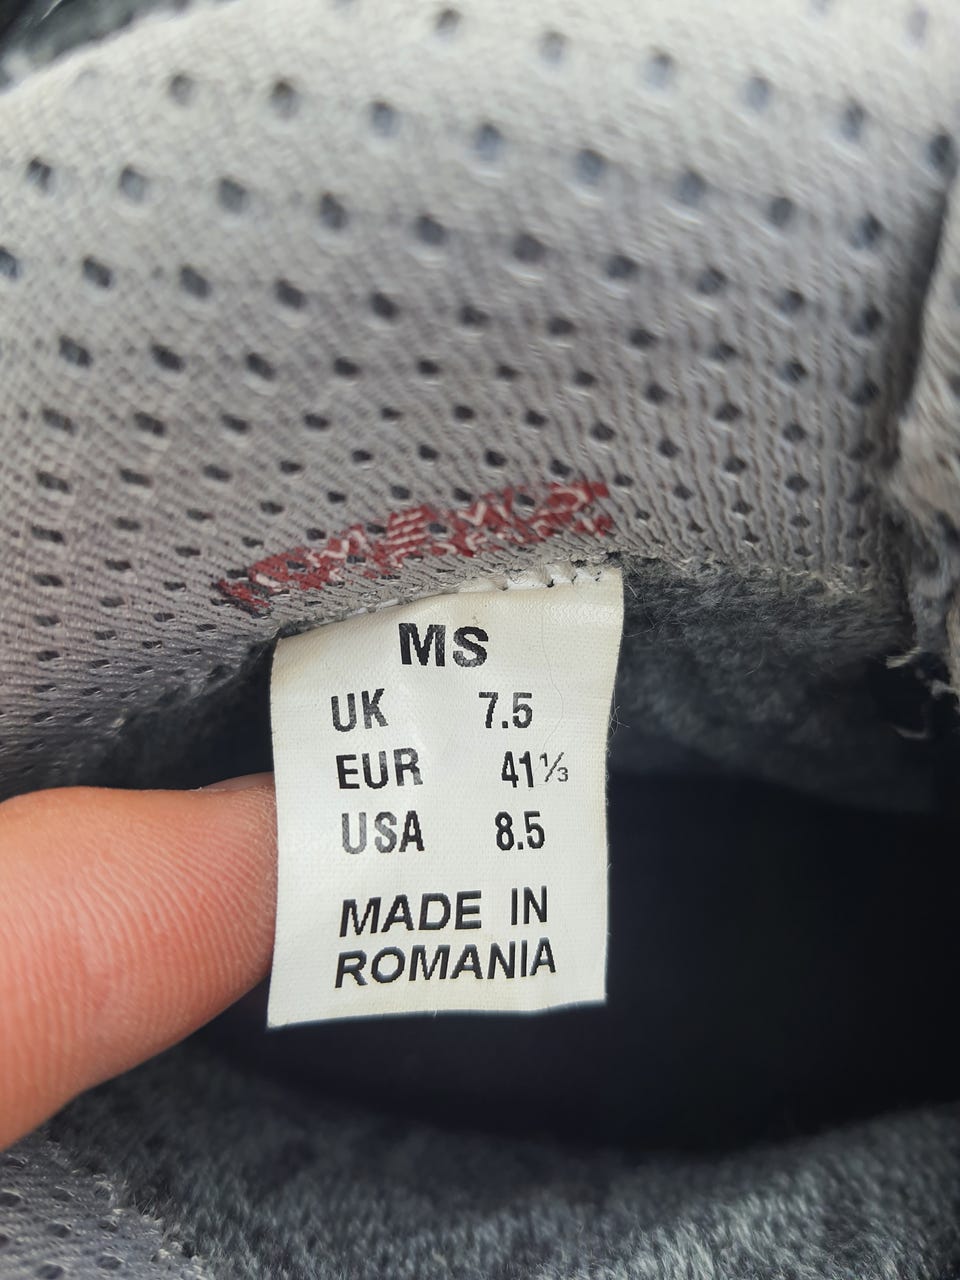 MS
UK 7.5
EUR 41⅓
USA 8.5
MADE IN
ROMANIA